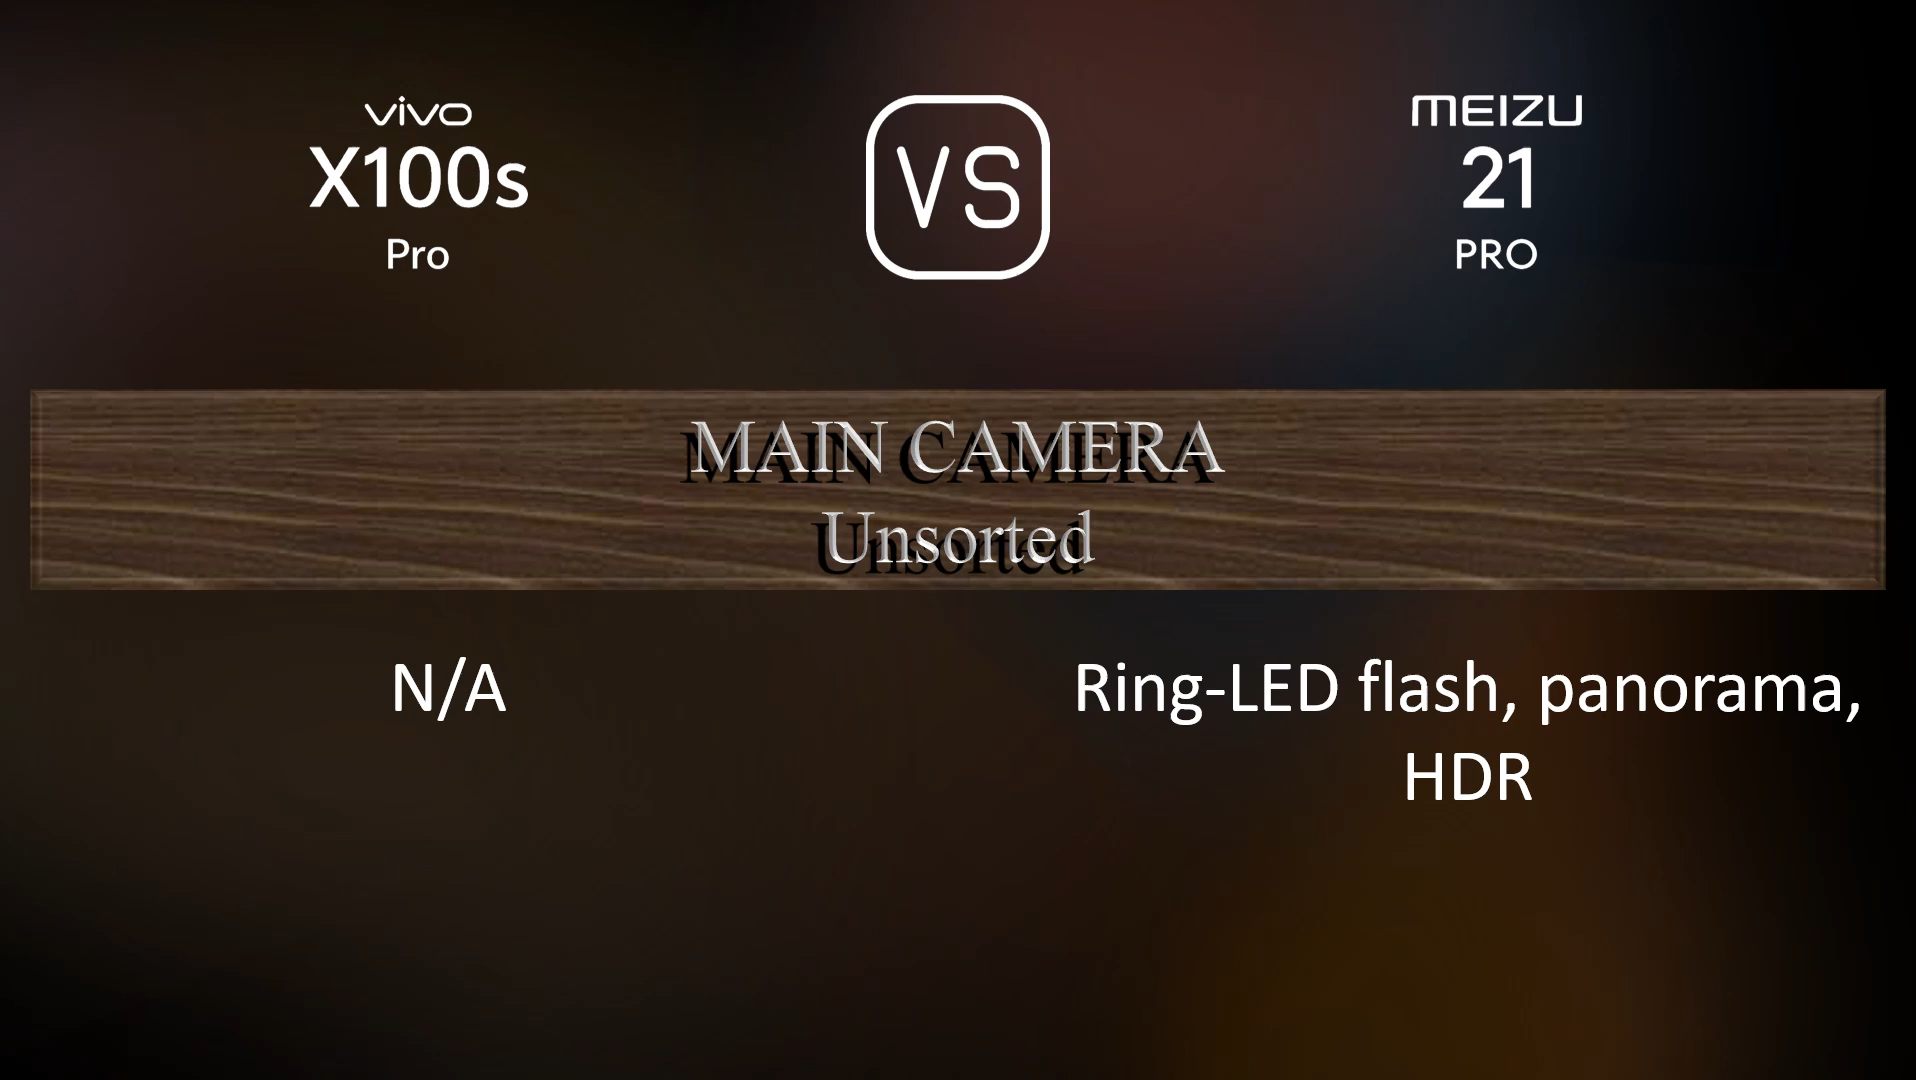 vivo
X100s
Pro
VS
MEIZU
21
PRO
MAIN CAMERA
Unsorted
N/A
Ring-LED flash, panorama,
HDR